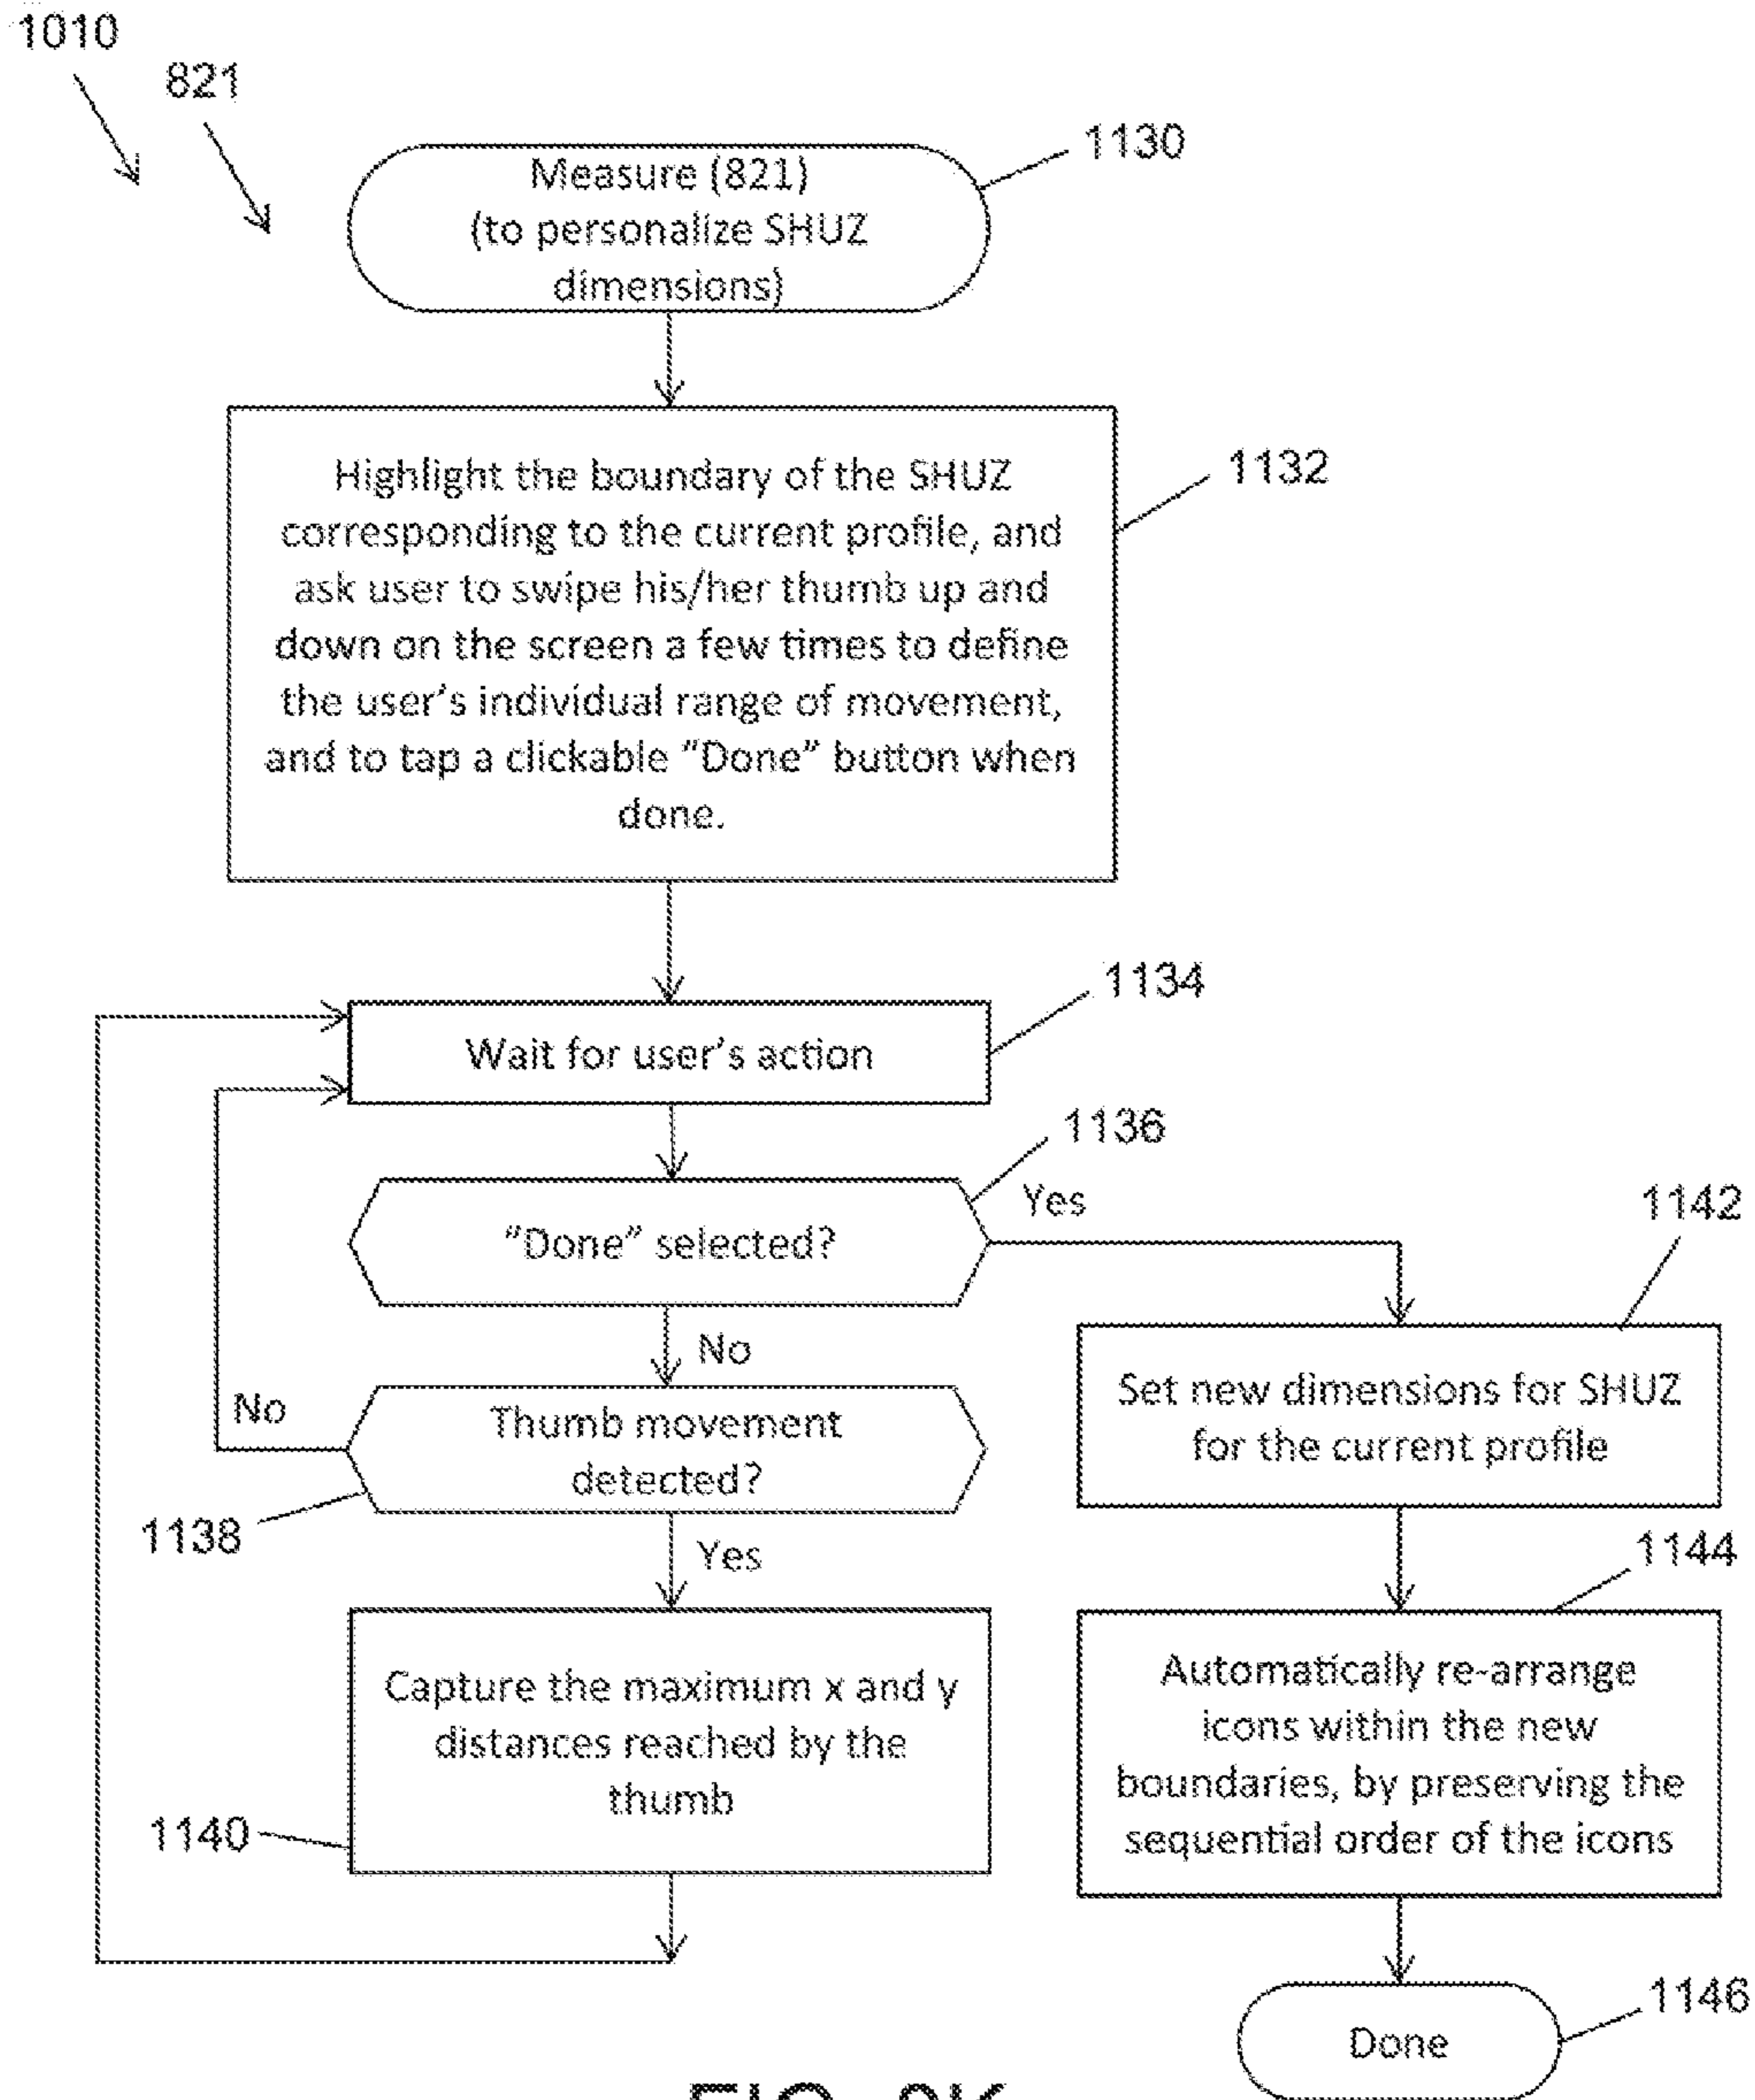 1010
821
1130
Measure (821)
(to personalize SHUZ
dimensions)
1132
Highlight the boundary of the SHUZ
corresponding to the current profile, and
ask user to swipe his/her thumb up and
down on the screen a few times to define
the user's individual range of movement,
and to tap a clickable "Done" button when
done.
1134
Wait for user's action
1136
"Done" selected?
Yes
1142
No
Set new dimensions for SHUZ
for the current profile
No
Thumb movement
detected?
1138
Yes
1144
Capture the maximum x and y
distances reached by the
thumb
1140
Automatically re-arrange
icons within the new
boundaries, by preserving the
sequential order of the icons
1146
Done
FIG.